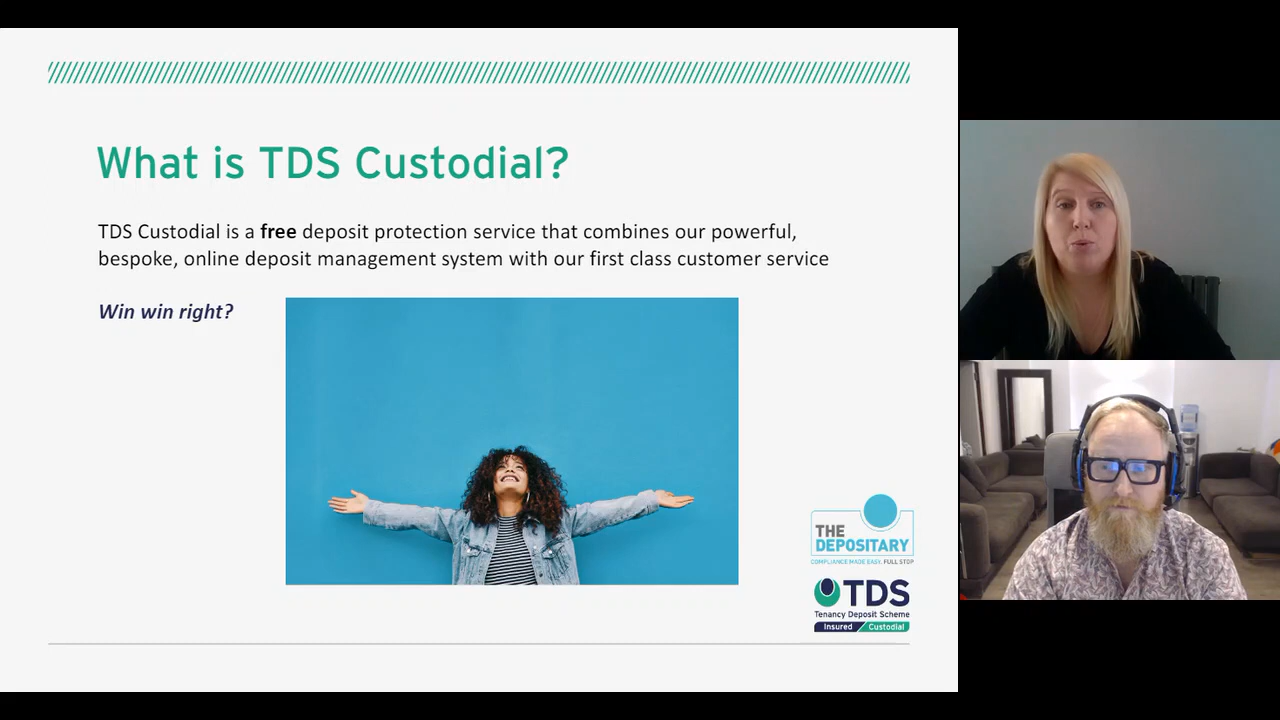 What is TDS Custodial?
TDS Custodial is a free deposit protection service that combines our powerful,
bespoke, online deposit management system with our first class customer service
Win win right?
THE
DEPOSITARY
COMPLIANCE MADE EASY. FULL STOP
TDS
Tenancy Deposit Scheme
Insured Custodial